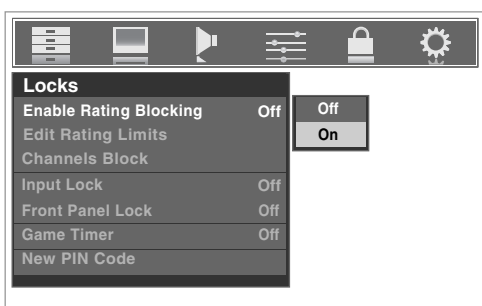 Locks
Enable Rating Blocking Off Off
Edit Rating Limits On
Channels Block
Input Lock Off
Front Panel Lock Off
Game Timer Off
New PIN Code